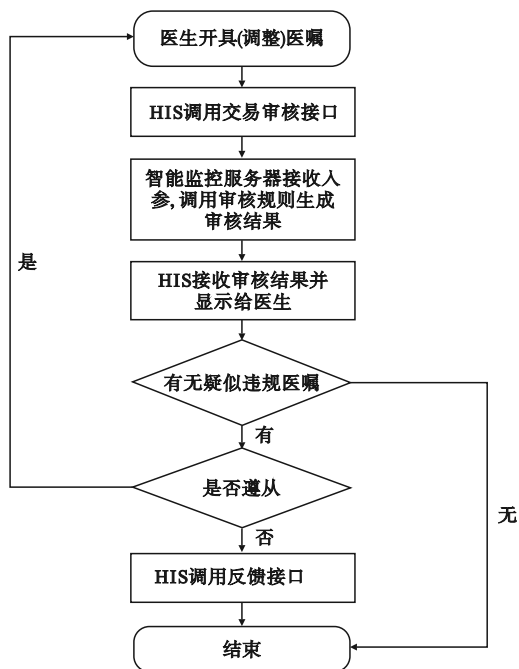 医生开具(调整)医嘱
HIS调用交易审核接口
智能监控服务器接收入
参,调用审核规则生成
审核结果
是
HIS接收审核结果并
显示给医生
有无疑似违规医嘱
有
是否遵从
无
否
HIS调用反馈接口
结束